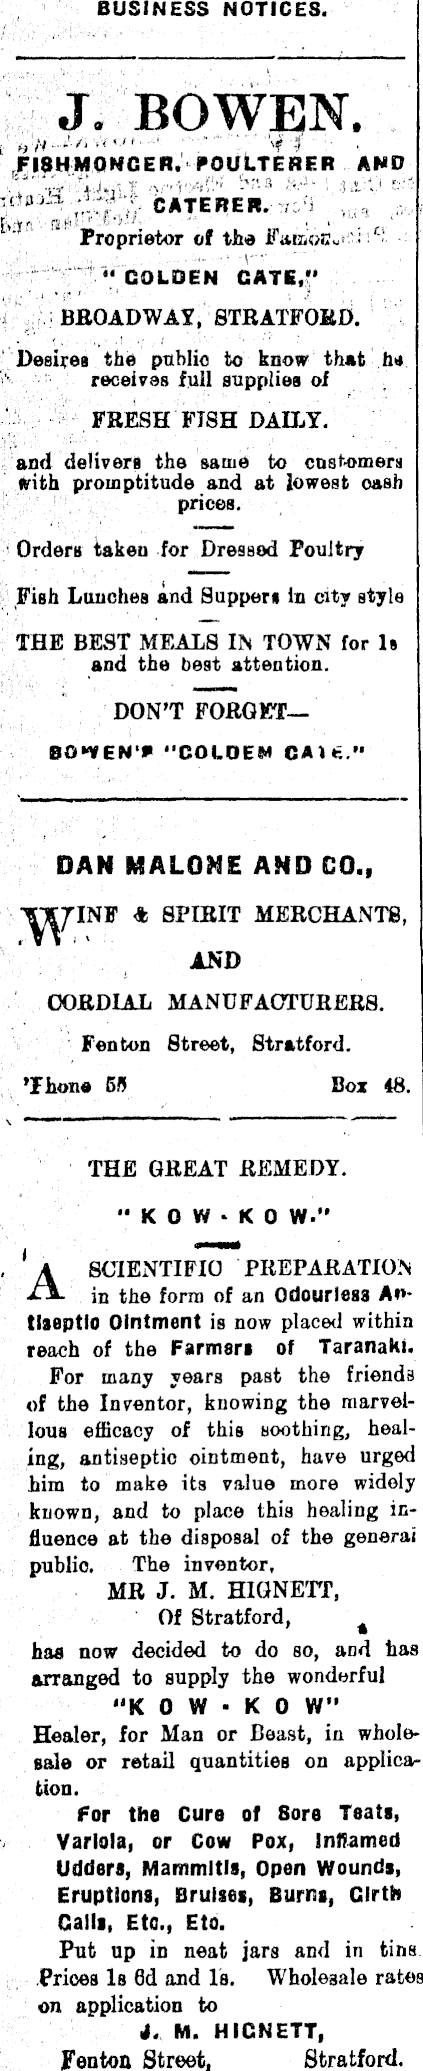 BUSINESS NOTICES.
J. BOWEN,
FISHMONGER, POULTERER AND
CATERER.
Proprietor of the Famous
"GOLDEN GATE,"
BROADWAY, STRATFORD.
Desires the public to know that he
receives full supplies of
FRESH FISH DAILY.
and delivers the same to customers
with promptitude and at lowest cash
prices.
Orders taken for Dressed Poultry
Fish Lunches and Suppers in city style
THE BEST MEALS IN TOWN for 1s
and the best attention.
DON'T FORGET—
BOWEN'S "GOLDEN GATE."
DAN MALONE AND CO.,
WINE & SPIRIT MERCHANTS,
AND
CORDIAL MANUFACTURERS.
Fenton Street, Stratford.
'Phone 55 Box 48.
THE GREAT REMEDY.
"KOW-KOW."
A SCIENTIFIC PREPARATION
in the form of an Odourless An-
tiseptic Ointment is now placed within
reach of the Farmers of Taranaki.
For many years past the friends
of the Inventor, knowing the marvel-
lous efficacy of this soothing, heal-
ing, antiseptic ointment, have urged
him to make its value more widely
known, and to place this healing in-
fluence at the disposal of the general
public. The inventor,
MR J. M. HIGNETT,
Of Stratford,
has now decided to do so, and has
arranged to supply the wonderful
"KOW-KOW"
Healer, for Man or Beast, in whole-
sale or retail quantities on applica-
tion.
For the Cure of Sore Teats,
Variola, or Cow Pox, Inflamed
Udders, Mammitis, Open Wounds,
Eruptions, Bruises, Burns, Girth
Galls, Etc., Etc.
Put up in neat jars and in tins
Prices 1s 6d and 1s. Wholesale rates
on application to
J. M. HIGNETT,
Fenton Street, Stratford.